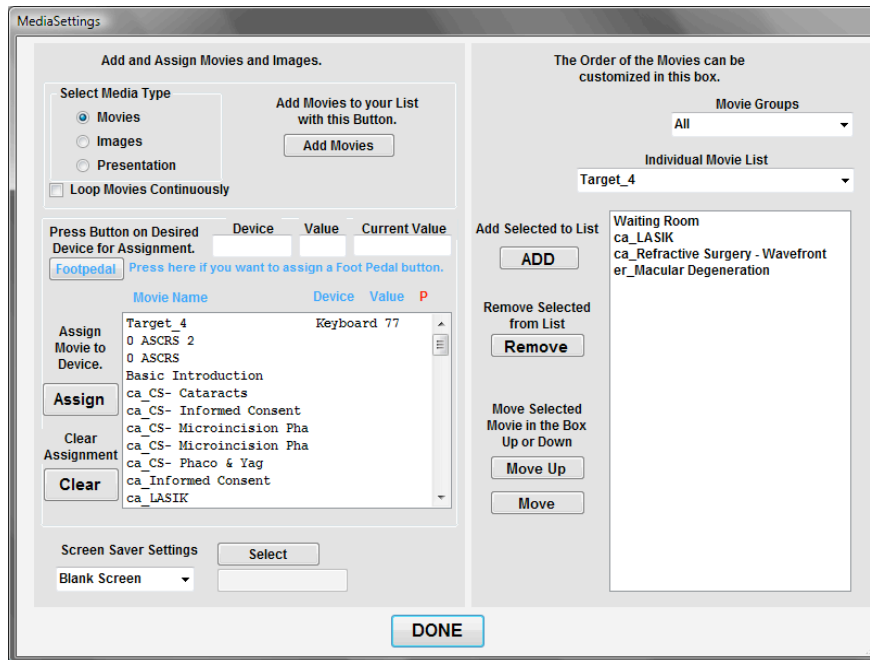 MediaSettings
Add and Assign Movies and Images.
Select Media Type
Movies
Images
Presentation
Loop Movies Continuously
Add Movies to your List
with this Button.
Add Movies
Press Button on Desired
Device for Assignment.
Device Value Current Value
Footpedal Press here if you want to assign a Foot Pedal button.
Movie Name Device Value P
Assign
Movie to
Device.
Assign
Clear
Assignment
Clear
Target_4 Keyboard 77
0 ASCRS 2
0 ASCRS
Basic Introduction
ca_CS- Cataracts
ca_CS- Informed Consent
ca_CS- Microincision Pha
ca_CS- Microincision Pha
ca_CS- Phaco & Yag
ca_Informed Consent
ca_LASIK
Screen Saver Settings
Select
Blank Screen
The Order of the Movies can be
customized in this box.
Movie Groups
All
Individual Movie List
Target_4
Add Selected to List
ADD
Remove Selected
from List
Remove
Move Selected
Movie in the Box
Up or Down
Move Up
Move
Waiting Room
ca_LASIK
ca_Refractive Surgery - Wavefront
er_Macular Degeneration
DONE